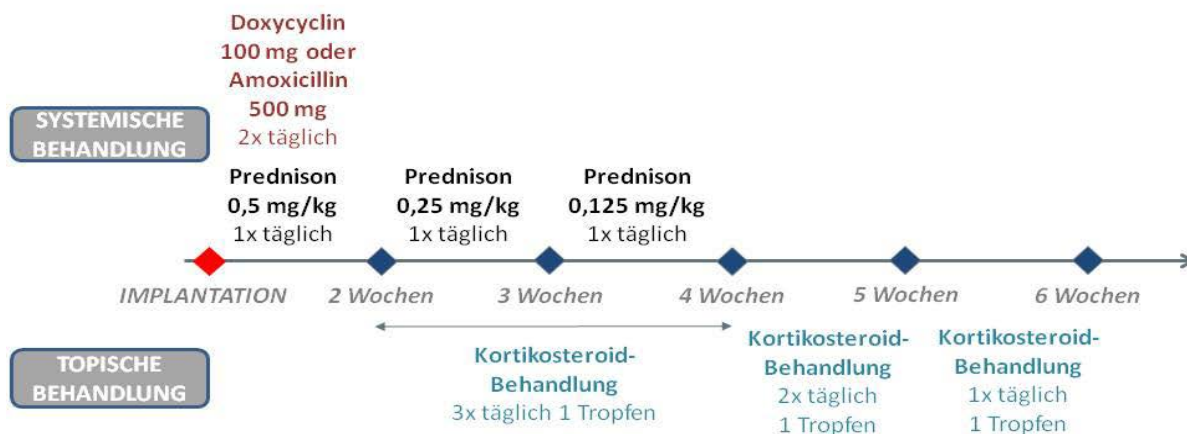 Doxycyclin
100 mg oder
Amoxicillin
500 mg
2x täglich
SYSTEMISCHE
BEHANDLUNG
Prednison
0,5 mg/kg
1x täglich
Prednison
0,25 mg/kg
1x täglich
Prednison
0,125 mg/kg
1x täglich
IMPLANTATION
2 Wochen
3 Wochen
4 Wochen
5 Wochen
6 Wochen
TOPISCHE
BEHANDLUNG
Kortikosteroid-
Behandlung
3x täglich 1 Tropfen
Kortikosteroid-
Behandlung
2x täglich
1 Tropfen
Kortikosteroid-
Behandlung
1x täglich
1 Tropfen